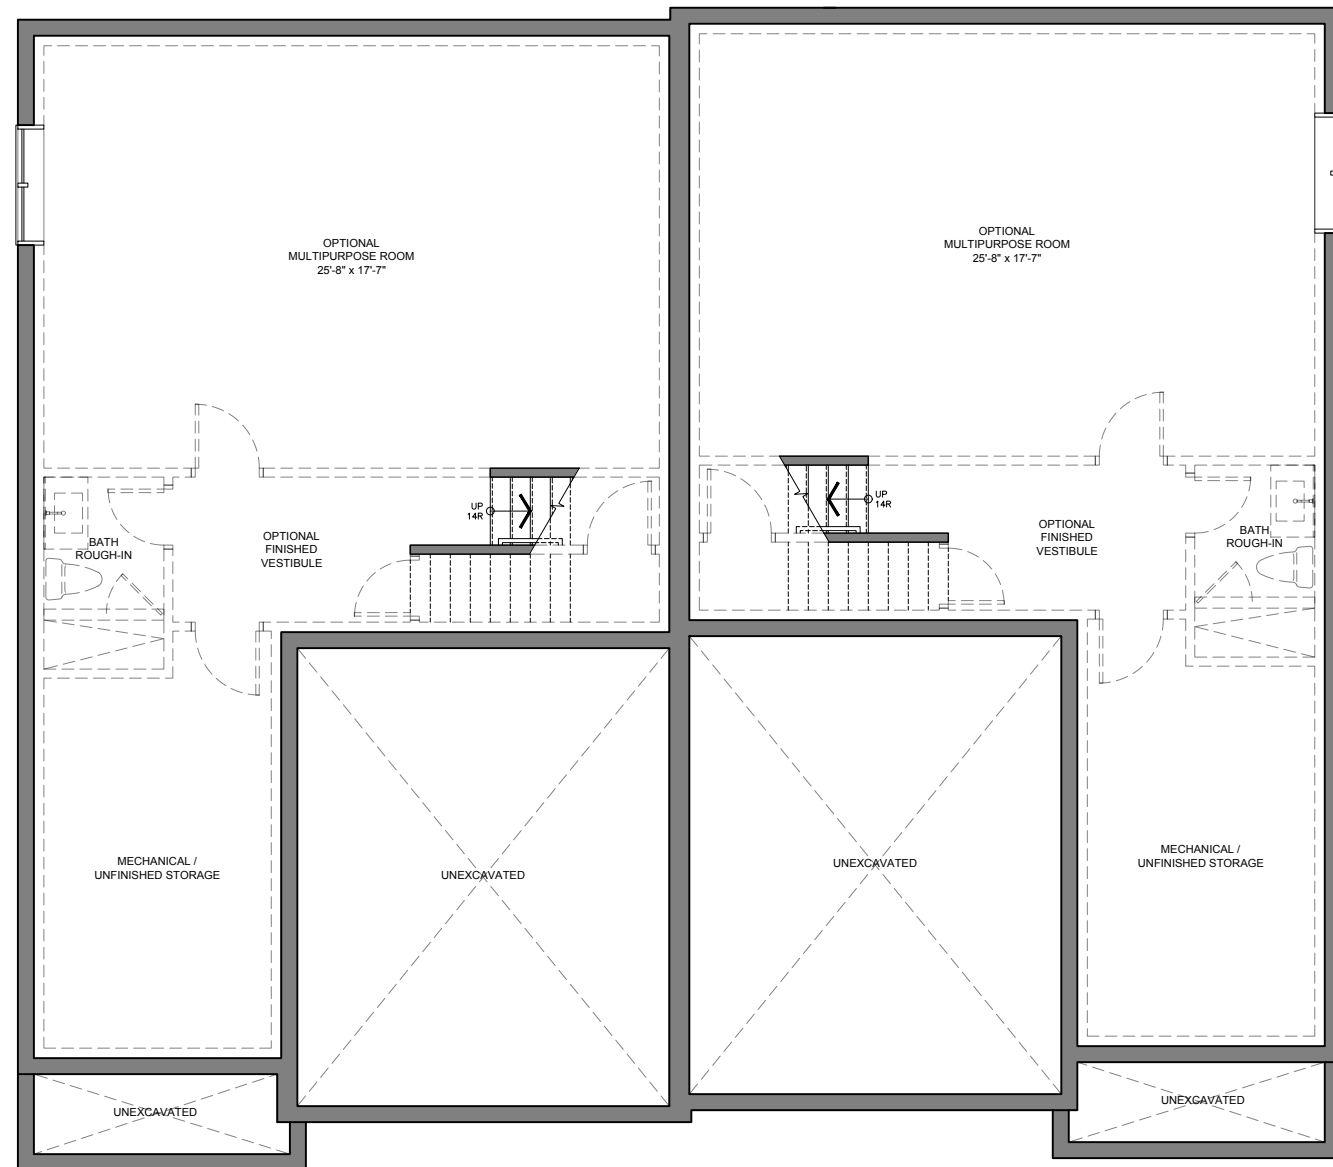 OPTIONAL
MULTIPURPOSE ROOM
25'-8" x 17'-7"
OPTIONAL
MULTIPURPOSE ROOM
25'-8" x 17'-7"
UP
14R
BATH
ROUGH-IN
OPTIONAL
FINISHED
VESTIBULE
UP
14R
OPTIONAL
FINISHED
VESTIBULE
BATH
ROUGH-IN
MECHANICAL /
UNFINISHED STORAGE
UNEXCAVATED
UNEXCAVATED
MECHANICAL /
UNFINISHED STORAGE
UNEXCAVATED
UNEXCAVATED